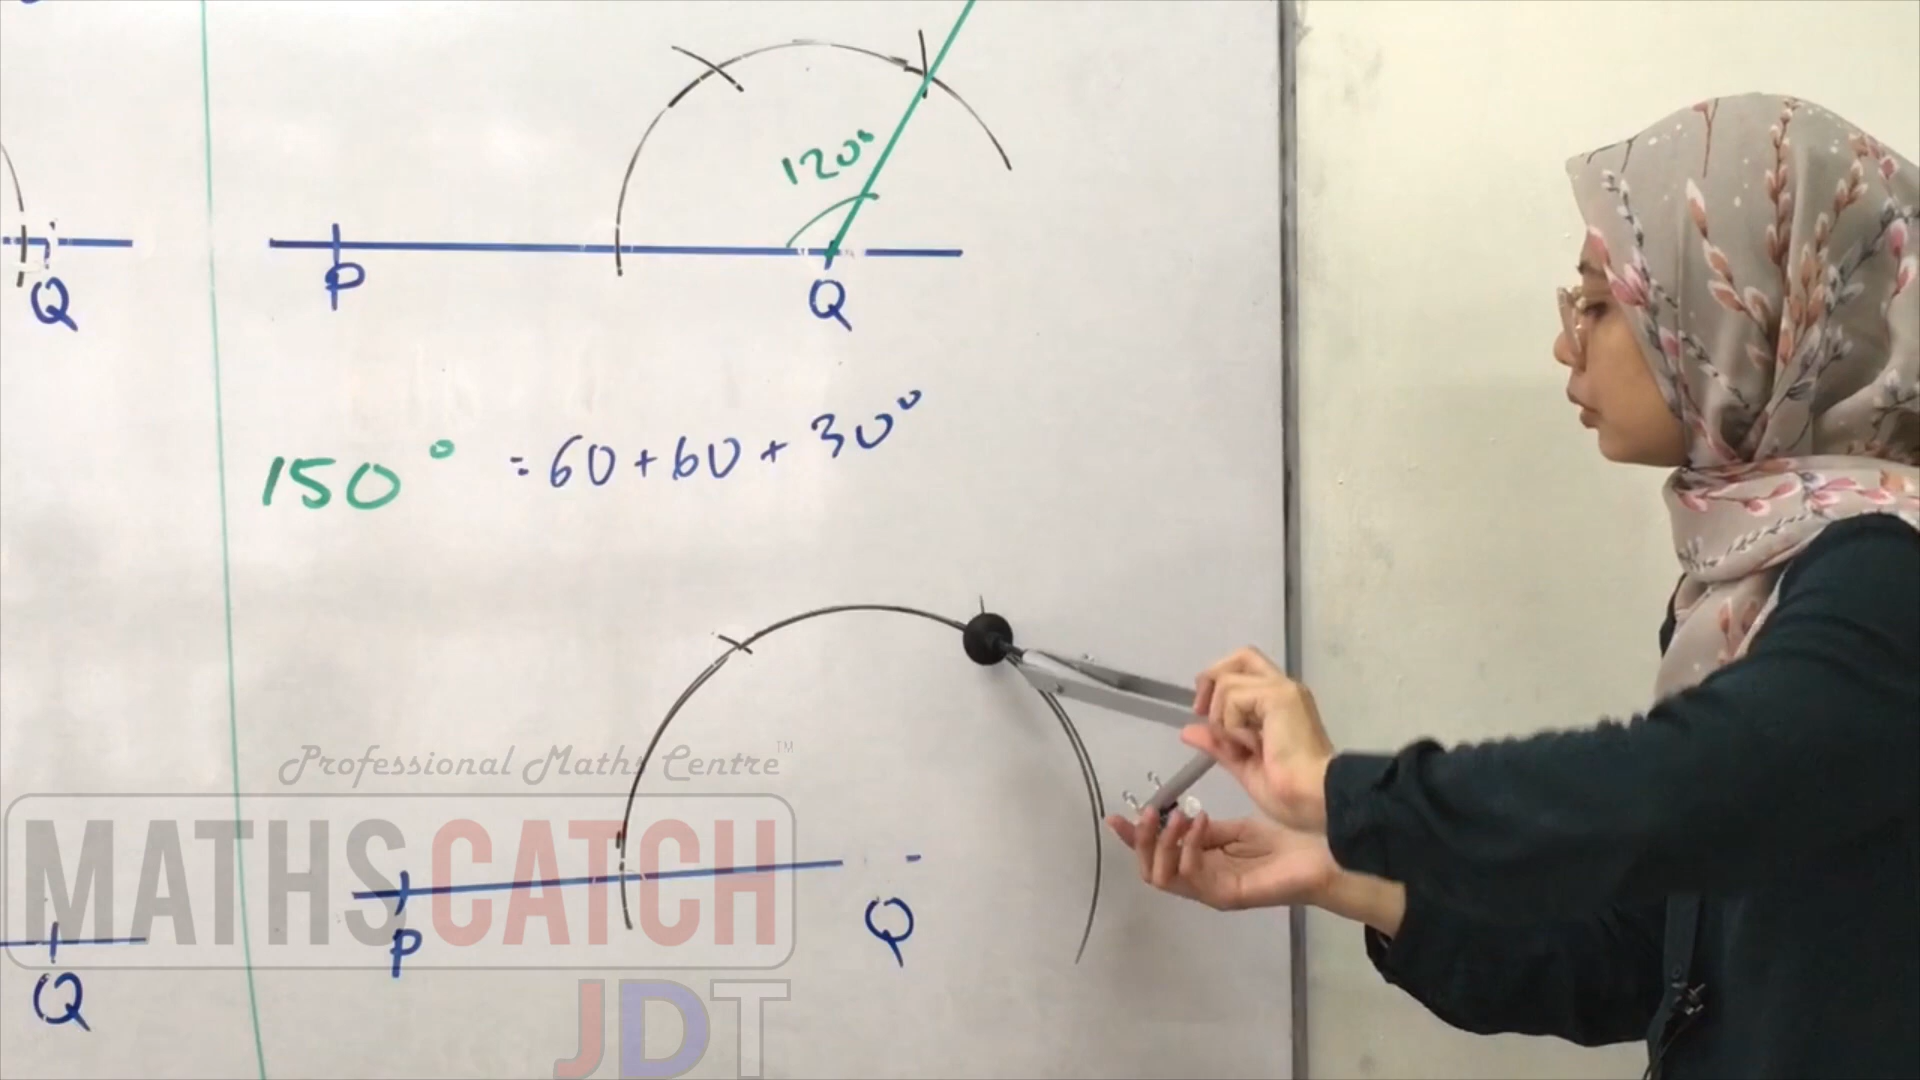 120°
Q
P
Q
150° = 60 + 60 + 30°
Professional Maths Centre™
MATHSCATCH
P
Q
Q
JDT